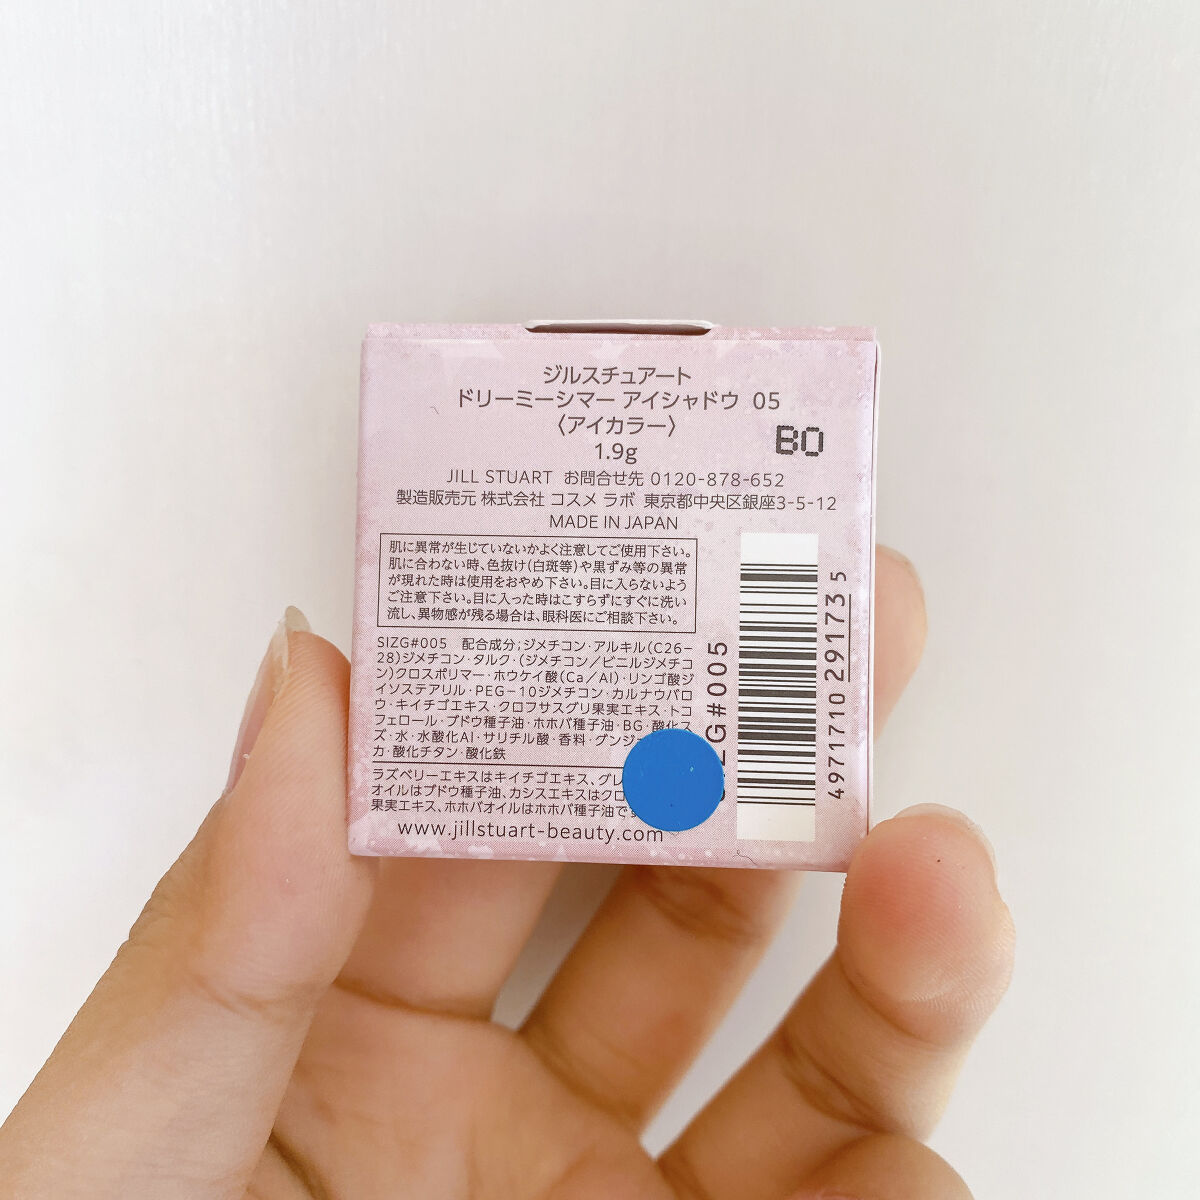 ジルスチュアート
ドリーミーシマー アイシャドウ 05
〈アイカラー〉
1.9g
BO
JILL STUART お問合せ先 0120-878-652
製造販売元 株式会社 コスメ ラボ 東京都中央区銀座3-5-12
MADE IN JAPAN
肌に異常が生じていないかよく注意してご使用下さい。
肌に合わない時、色抜け(白斑等)や黒ずみ等の異常
が現れた時は使用をおやめ下さい。目に入らないよう
ご注意下さい。目に入った時はこすらずにすぐに洗い
流し、異物感が残る場合は、眼科医にご相談下さい。
SIZG#005 配合成分;ジメチコン・アルキル(C26-
28)ジメチコン・タルク・(ジメチコン/ビニルジメチコ
ン)クロスポリマー・ホウケイ酸(Ca/Al)・リンゴ酸ジ
イソステアリル・PEG-10ジメチコン・カルナウバロ
ウ・キイチゴエキス・クロフサスグリ果実エキス・トコ
フェロール・ブドウ種子油・ホホバ種子油・BG・酸化ス
ズ・水・水酸化Al・サリチル酸・香料・グンジョ
カ・酸化チタン・酸化鉄
ラズベリーエキスはキイチゴエキス、グレ
オイルはブドウ種子油、カシスエキスはクロ
果実エキス、ホホバオイルはホホバ種子油で
www.jillstuart-beauty.com
ZG#005
4971710 291735